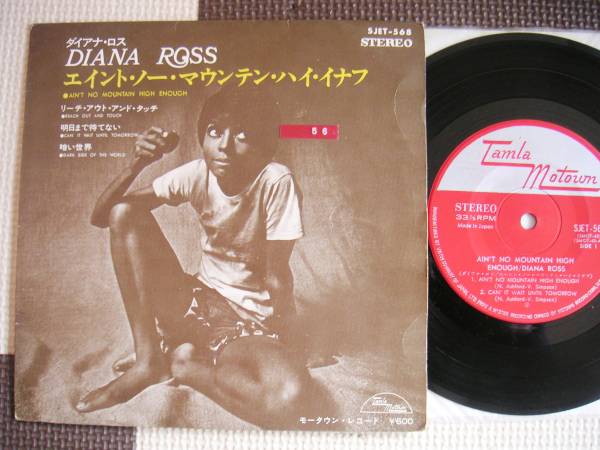 SJET-568
STEREO
ダイアナ・ロス
DIANA ROSS
エイント・ノー・マウンテン・ハイ・イナフ
●AIN'T NO MOUNTAIN HIGH ENOUGH
リーチ・アウト・アンド・タッチ
●REACH OUT AND TOUCH
明日まで待てない
●CAN IT WAIT UNTIL TOMORROW
暗い世界
●DARK SIDE OF THE WORLD
56
Tamla
Motown
モータウン・レコード ¥600
Tamla
Motown
STEREO
33⅓RPM
Made in Japan
SJET-56
SIDE 1
AIN'T NO MOUNTAIN HIGH
ENOUGH/DIANA ROSS
1. AIN'T NO MOUNTAIN HIGH ENOUGH
(N. Ashford-V. Simpson)
2. CAN'T IT WAIT UNTIL TOMORROW
(N. Ashford-V. Simpson)